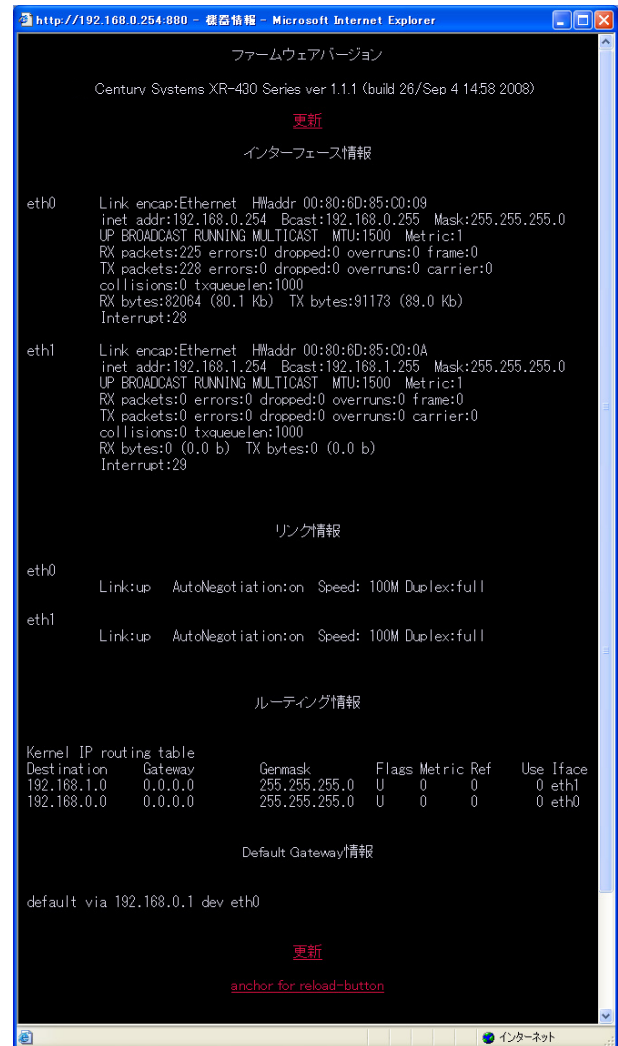 http://192.168.0.254:880 - 機器情報 - Microsoft Internet Explorer
ファームウェアバージョン
Century Systems XR-430 Series ver 1.1.1 (build 26/Sep 4 14:58 2008)
更新
インターフェース情報
eth0 Link encap:Ethernet HWaddr 00:80:6D:85:C0:09
inet addr:192.168.0.254 Bcast:192.168.0.255 Mask:255.255.255.0
UP BROADCAST RUNNING MULTICAST MTU:1500 Metric:1
RX packets:225 errors:0 dropped:0 overruns:0 frame:0
TX packets:228 errors:0 dropped:0 overruns:0 carrier:0
collisions:0 txqueuelen:1000
RX bytes:82064 (80.1 Kb) TX bytes:91173 (89.0 Kb)
Interrupt:28
eth1 Link encap:Ethernet HWaddr 00:80:6D:85:C0:0A
inet addr:192.168.1.254 Bcast:192.168.1.255 Mask:255.255.255.0
UP BROADCAST RUNNING MULTICAST MTU:1500 Metric:1
RX packets:0 errors:0 dropped:0 overruns:0 frame:0
TX packets:0 errors:0 dropped:0 overruns:0 carrier:0
collisions:0 txqueuelen:1000
RX bytes:0 (0.0 b) TX bytes:0 (0.0 b)
Interrupt:29
リンク情報
eth0
Link:up AutoNegotiation:on Speed: 100M Duplex:full
eth1
Link:up AutoNegotiation:on Speed: 100M Duplex:full
ルーティング情報
Kernel IP routing table
Destination Gateway Genmask Flags Metric Ref Use Iface
192.168.1.0 0.0.0.0 255.255.255.0 U 0 0 0 eth1
192.168.0.0 0.0.0.0 255.255.255.0 U 0 0 0 eth0
Default Gateway情報
default via 192.168.0.1 dev eth0
更新
anchor for reload-button
インターネット